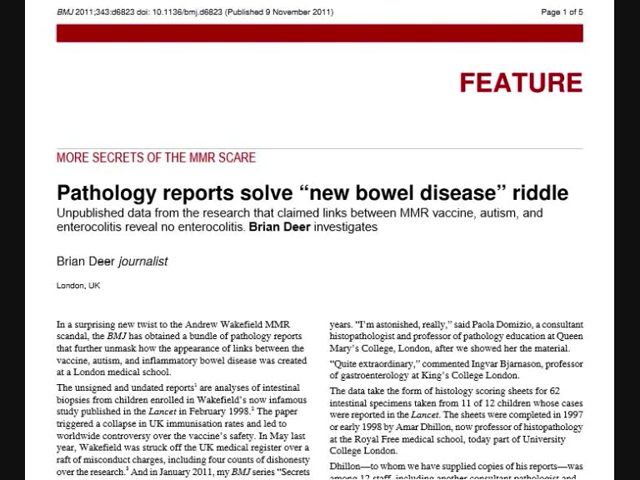 BMJ 2011;343:d6823 doi: 10.1136/bmj.d6823 (Published 9 November 2011)
Page 1 of 5
FEATURE
MORE SECRETS OF THE MMR SCARE
Pathology reports solve “new bowel disease” riddle
Unpublished data from the research that claimed links between MMR vaccine, autism, and
enterocolitis reveal no enterocolitis. Brian Deer investigates
Brian Deer journalist
London, UK
In a surprising new twist to the Andrew Wakefield MMR
scandal, the BMJ has obtained a bundle of pathology reports
that further unmask how the appearance of links between the
vaccine, autism, and inflammatory bowel disease was created
at a London medical school.
The unsigned and undated reports1 are analyses of intestinal
biopsies from children enrolled in Wakefield’s now infamous
study published in the Lancet in February 1998.2 The paper
triggered a collapse in UK immunisation rates and led to
worldwide controversy over the vaccine’s safety. In May last
year, Wakefield was struck off the UK medical register over a
raft of misconduct charges, including four counts of dishonesty
over the research.3 And in January 2011, my BMJ series “Secrets
years. “I’m astonished, really,” said Paola Domizio, a consultant
histopathologist and professor of pathology education at Queen
Mary’s College, London, after we showed her the material.
“Quite extraordinary,” commented Ingvar Bjarnason, professor
of gastroenterology at King’s College London.
The data take the form of histology scoring sheets for 62
intestinal specimens taken from 11 of 12 children whose cases
were reported in the Lancet. The sheets were completed in 1997
or early 1998 by Amar Dhillon, now professor of histopathology
at the Royal Free medical school, today part of University
College London.
Dhillon—to whom we have supplied copies of his reports—was
among 12 staff, including another consultant pathologist and